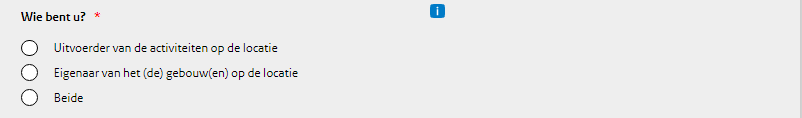 Wie bent u? *
i
Uitvoerder van de activiteiten op de locatie
Eigenaar van het (de) gebouw(en) op de locatie
Beide